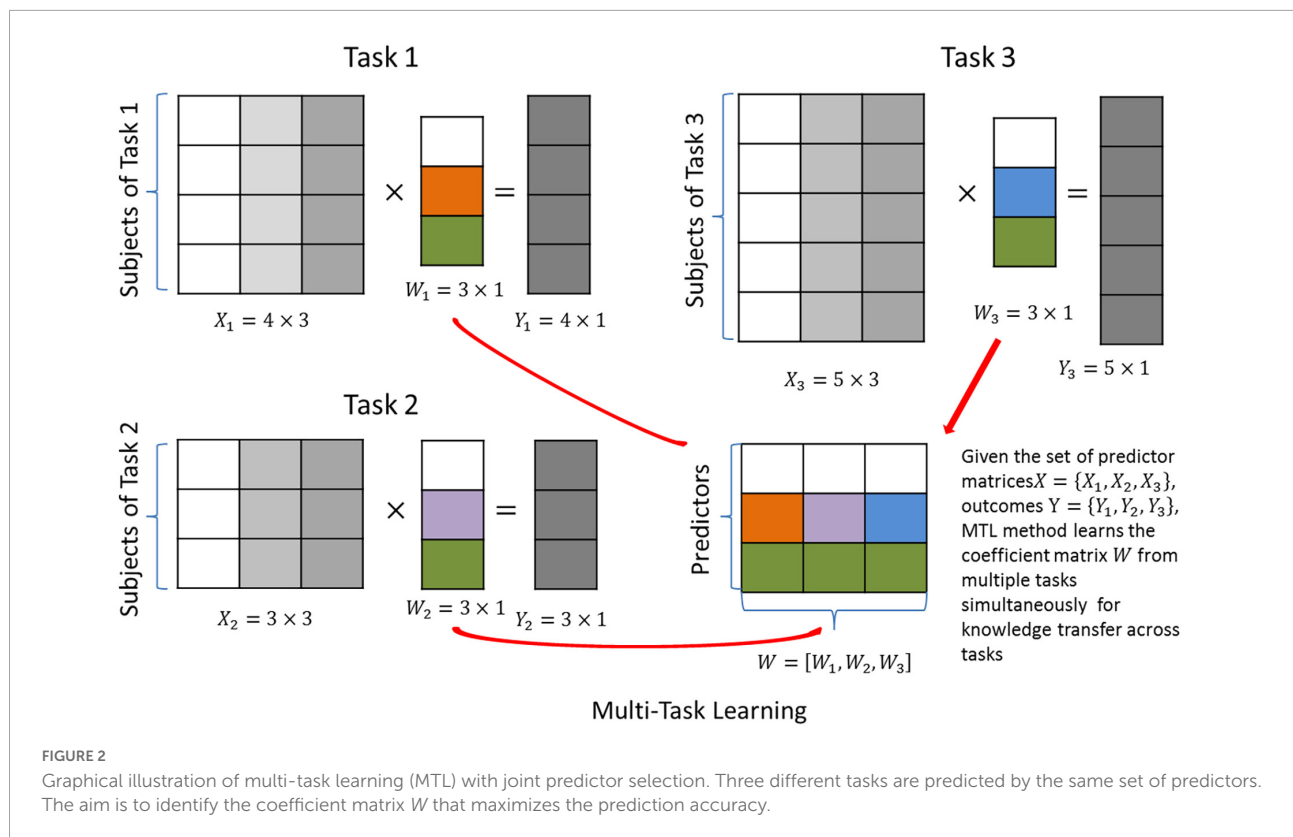 Task 1
Subjects of Task 1
×
=
W₁ = 3 × 1
X₁ = 4 × 3
Y₁ = 4 × 1
Task 3
Subjects of Task 3
×
=
W₃ = 3 × 1
X₃ = 5 × 3
Y₃ = 5 × 1
Task 2
Subjects of Task 2
×
=
W₂ = 3 × 1
X₂ = 3 × 3
Y₂ = 3 × 1
Predictors
W = [W₁, W₂, W₃]
Given the set of predictor
matricesX = {X₁, X₂, X₃},
outcomes Y = {Y₁, Y₂, Y₃},
MTL method learns the
coefficient matrix W from
multiple tasks
simultaneously for
knowledge transfer across
tasks
Multi-Task Learning
FIGURE 2
Graphical illustration of multi-task learning (MTL) with joint predictor selection. Three different tasks are predicted by the same set of predictors.
The aim is to identify the coefficient matrix W that maximizes the prediction accuracy.